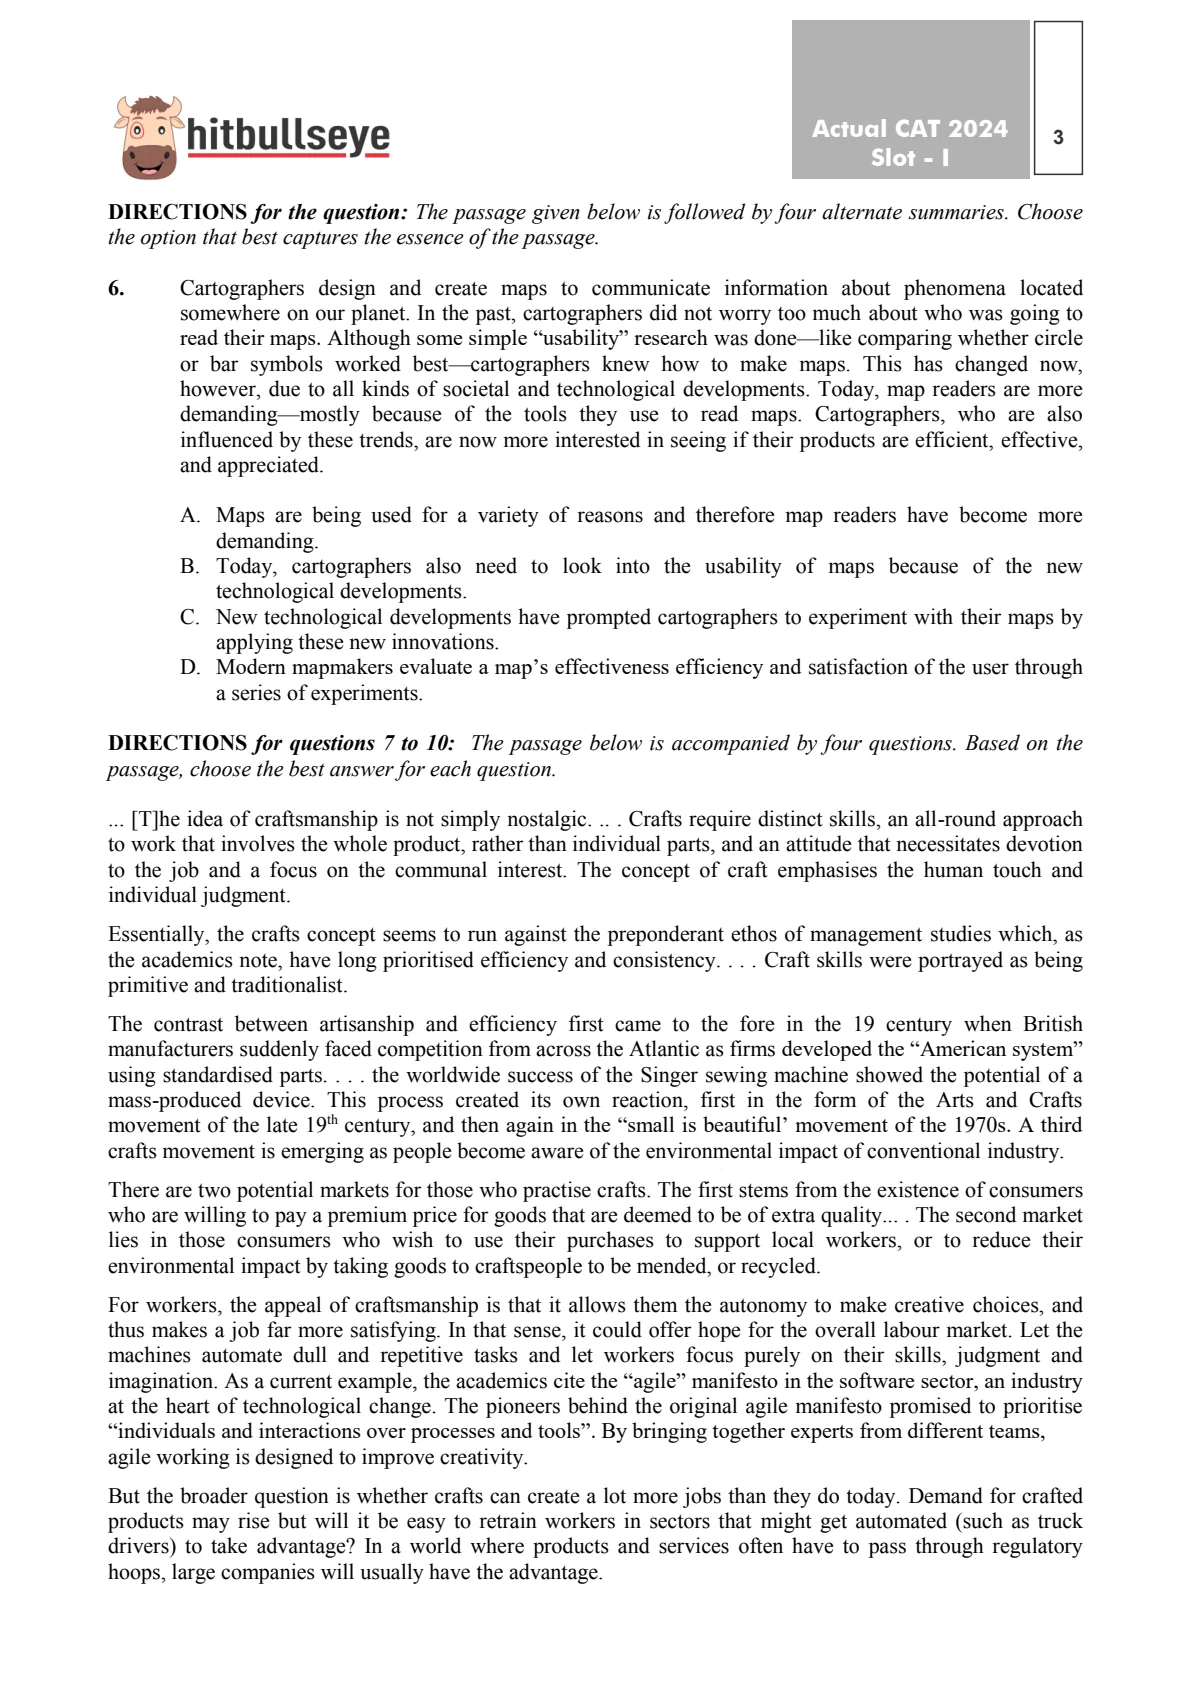 hitbullseye
Actual CAT 2024
Slot - I
3
DIRECTIONS for the question: The passage given below is followed by four alternate summaries. Choose
the option that best captures the essence of the passage.
6. Cartographers design and create maps to communicate information about phenomena located
somewhere on our planet. In the past, cartographers did not worry too much about who was going to
read their maps. Although some simple “usability” research was done—like comparing whether circle
or bar symbols worked best—cartographers knew how to make maps. This has changed now,
however, due to all kinds of societal and technological developments. Today, map readers are more
demanding—mostly because of the tools they use to read maps. Cartographers, who are also
influenced by these trends, are now more interested in seeing if their products are efficient, effective,
and appreciated.
A. Maps are being used for a variety of reasons and therefore map readers have become more
demanding.
B. Today, cartographers also need to look into the usability of maps because of the new
technological developments.
C. New technological developments have prompted cartographers to experiment with their maps by
applying these new innovations.
D. Modern mapmakers evaluate a map’s effectiveness efficiency and satisfaction of the user through
a series of experiments.
DIRECTIONS for questions 7 to 10: The passage below is accompanied by four questions. Based on the
passage, choose the best answer for each question.
... [T]he idea of craftsmanship is not simply nostalgic. .. . Crafts require distinct skills, an all-round approach
to work that involves the whole product, rather than individual parts, and an attitude that necessitates devotion
to the job and a focus on the communal interest. The concept of craft emphasises the human touch and
individual judgment.
Essentially, the crafts concept seems to run against the preponderant ethos of management studies which, as
the academics note, have long prioritised efficiency and consistency. . . . Craft skills were portrayed as being
primitive and traditionalist.
The contrast between artisanship and efficiency first came to the fore in the 19 century when British
manufacturers suddenly faced competition from across the Atlantic as firms developed the “American system”
using standardised parts. . . . the worldwide success of the Singer sewing machine showed the potential of a
mass-produced device. This process created its own reaction, first in the form of the Arts and Crafts
movement of the late 19th century, and then again in the “small is beautiful’ movement of the 1970s. A third
crafts movement is emerging as people become aware of the environmental impact of conventional industry.
There are two potential markets for those who practise crafts. The first stems from the existence of consumers
who are willing to pay a premium price for goods that are deemed to be of extra quality... . The second market
lies in those consumers who wish to use their purchases to support local workers, or to reduce their
environmental impact by taking goods to craftspeople to be mended, or recycled.
For workers, the appeal of craftsmanship is that it allows them the autonomy to make creative choices, and
thus makes a job far more satisfying. In that sense, it could offer hope for the overall labour market. Let the
machines automate dull and repetitive tasks and let workers focus purely on their skills, judgment and
imagination. As a current example, the academics cite the “agile” manifesto in the software sector, an industry
at the heart of technological change. The pioneers behind the original agile manifesto promised to prioritise
“individuals and interactions over processes and tools”. By bringing together experts from different teams,
agile working is designed to improve creativity.
But the broader question is whether crafts can create a lot more jobs than they do today. Demand for crafted
products may rise but will it be easy to retrain workers in sectors that might get automated (such as truck
drivers) to take advantage? In a world where products and services often have to pass through regulatory
hoops, large companies will usually have the advantage.